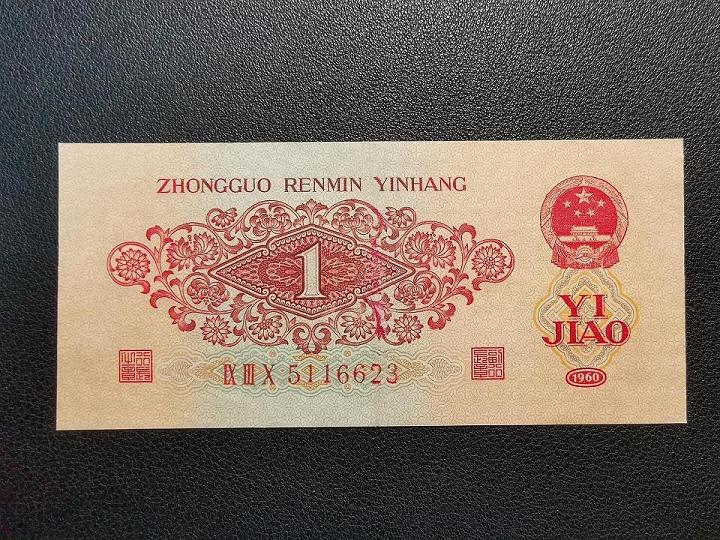 ZHONGGUO RENMIN YINHANG
1
YI
JIAO
ⅨⅢⅩ 5116623
1960